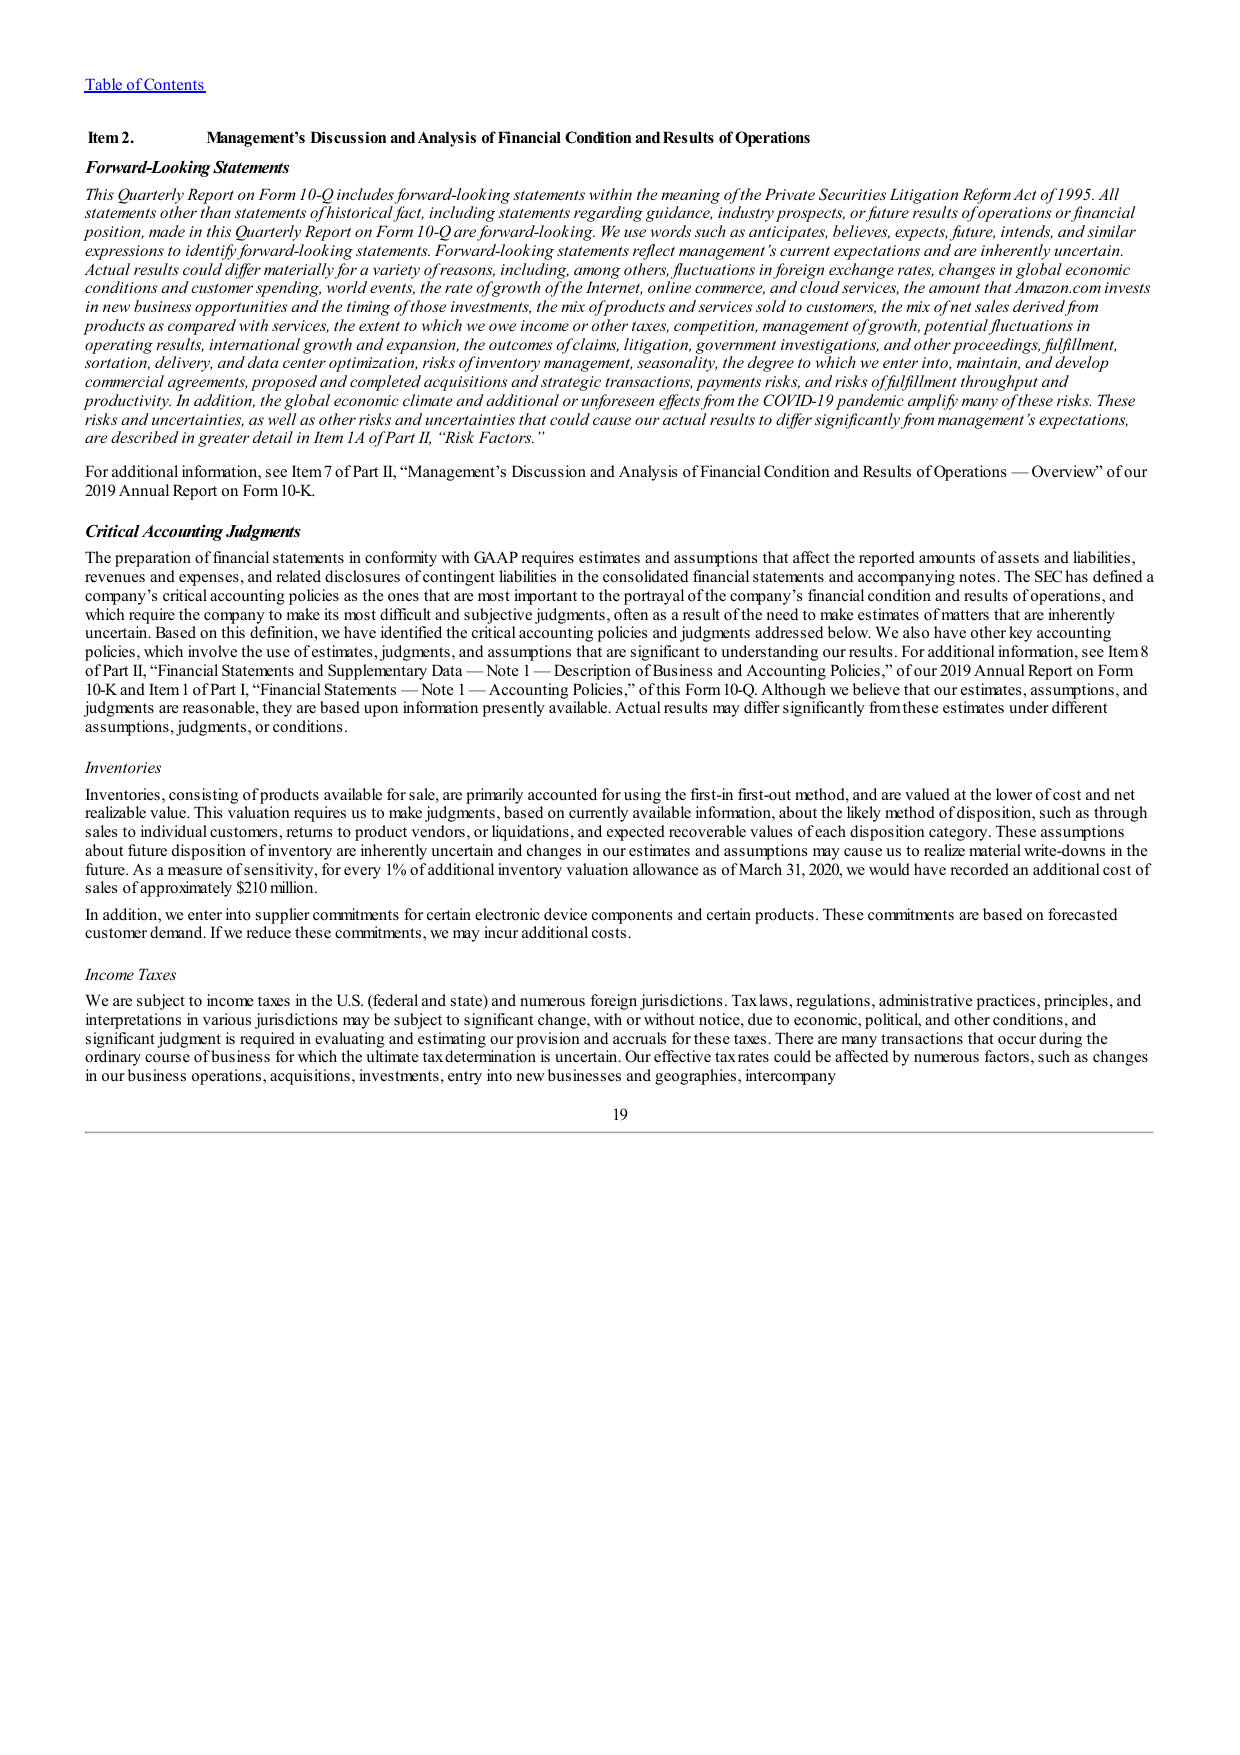 Table of Contents
Item 2. Management’s Discussion and Analysis of Financial Condition and Results of Operations
Forward-Looking Statements
This Quarterly Report on Form 10-Q includes forward-looking statements within the meaning of the Private Securities Litigation Reform Act of 1995. All
statements other than statements of historical fact, including statements regarding guidance, industry prospects, or future results of operations or financial
position, made in this Quarterly Report on Form 10-Q are forward-looking. We use words such as anticipates, believes, expects, future, intends, and similar
expressions to identify forward-looking statements. Forward-looking statements reflect management’s current expectations and are inherently uncertain.
Actual results could differ materially for a variety of reasons, including, among others, fluctuations in foreign exchange rates, changes in global economic
conditions and customer spending, world events, the rate of growth of the Internet, online commerce, and cloud services, the amount that Amazon.com invests
in new business opportunities and the timing of those investments, the mix of products and services sold to customers, the mix of net sales derived from
products as compared with services, the extent to which we owe income or other taxes, competition, management of growth, potential fluctuations in
operating results, international growth and expansion, the outcomes of claims, litigation, government investigations, and other proceedings, fulfillment,
sortation, delivery, and data center optimization, risks of inventory management, seasonality, the degree to which we enter into, maintain, and develop
commercial agreements, proposed and completed acquisitions and strategic transactions, payments risks, and risks of fulfillment throughput and
productivity. In addition, the global economic climate and additional or unforeseen effects from the COVID-19 pandemic amplify many of these risks. These
risks and uncertainties, as well as other risks and uncertainties that could cause our actual results to differ significantly from management’s expectations,
are described in greater detail in Item 1A of Part II, “Risk Factors.”
For additional information, see Item 7 of Part II, “Management’s Discussion and Analysis of Financial Condition and Results of Operations — Overview” of our
2019 Annual Report on Form 10-K.
Critical Accounting Judgments
The preparation of financial statements in conformity with GAAP requires estimates and assumptions that affect the reported amounts of assets and liabilities,
revenues and expenses, and related disclosures of contingent liabilities in the consolidated financial statements and accompanying notes. The SEC has defined a
company’s critical accounting policies as the ones that are most important to the portrayal of the company’s financial condition and results of operations, and
which require the company to make its most difficult and subjective judgments, often as a result of the need to make estimates of matters that are inherently
uncertain. Based on this definition, we have identified the critical accounting policies and judgments addressed below. We also have other key accounting
policies, which involve the use of estimates, judgments, and assumptions that are significant to understanding our results. For additional information, see Item 8
of Part II, “Financial Statements and Supplementary Data — Note 1 — Description of Business and Accounting Policies,” of our 2019 Annual Report on Form
10-K and Item 1 of Part I, “Financial Statements — Note 1 — Accounting Policies,” of this Form 10-Q. Although we believe that our estimates, assumptions, and
judgments are reasonable, they are based upon information presently available. Actual results may differ significantly from these estimates under different
assumptions, judgments, or conditions.
Inventories
Inventories, consisting of products available for sale, are primarily accounted for using the first-in first-out method, and are valued at the lower of cost and net
realizable value. This valuation requires us to make judgments, based on currently available information, about the likely method of disposition, such as through
sales to individual customers, returns to product vendors, or liquidations, and expected recoverable values of each disposition category. These assumptions
about future disposition of inventory are inherently uncertain and changes in our estimates and assumptions may cause us to realize material write-downs in the
future. As a measure of sensitivity, for every 1% of additional inventory valuation allowance as of March 31, 2020, we would have recorded an additional cost of
sales of approximately $210 million.
In addition, we enter into supplier commitments for certain electronic device components and certain products. These commitments are based on forecasted
customer demand. If we reduce these commitments, we may incur additional costs.
Income Taxes
We are subject to income taxes in the U.S. (federal and state) and numerous foreign jurisdictions. Tax laws, regulations, administrative practices, principles, and
interpretations in various jurisdictions may be subject to significant change, with or without notice, due to economic, political, and other conditions, and
significant judgment is required in evaluating and estimating our provision and accruals for these taxes. There are many transactions that occur during the
ordinary course of business for which the ultimate tax determination is uncertain. Our effective tax rates could be affected by numerous factors, such as changes
in our business operations, acquisitions, investments, entry into new businesses and geographies, intercompany
19